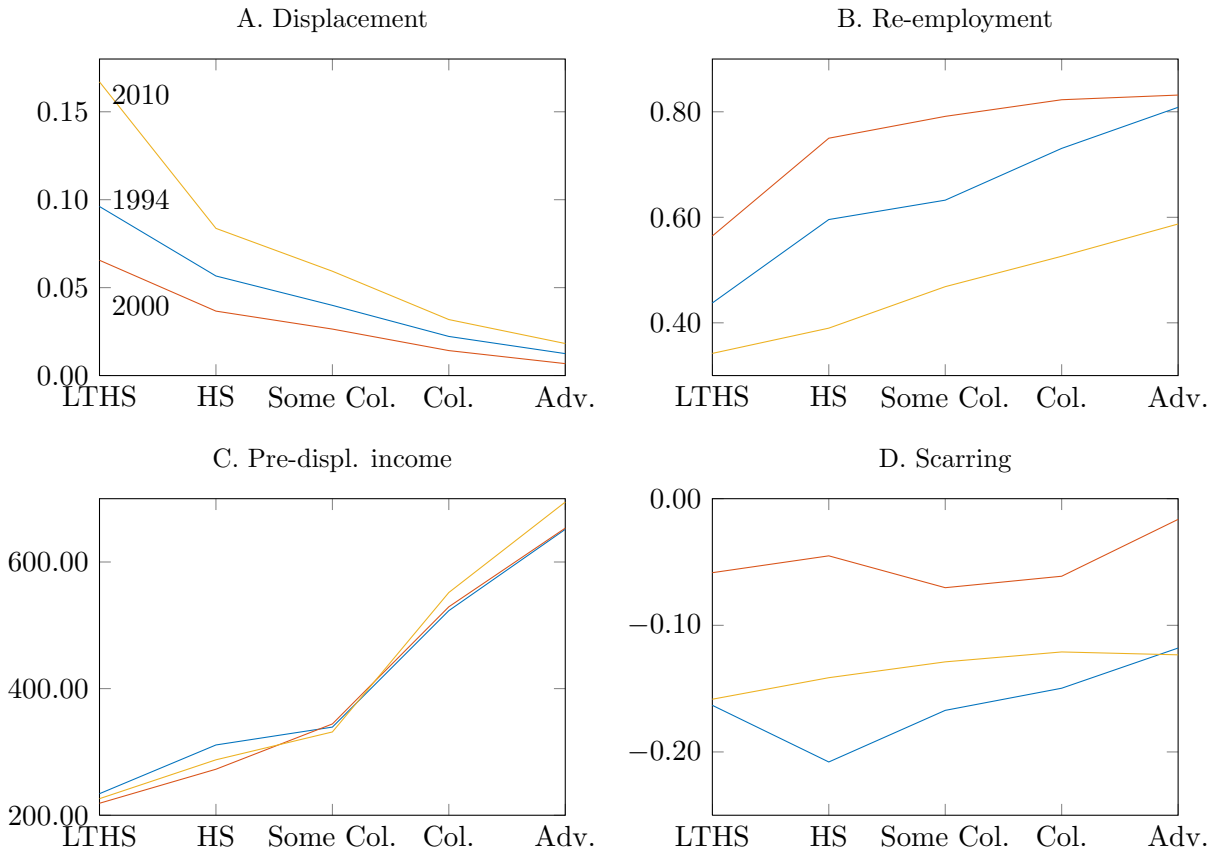 A. Displacement
0.15
0.10
0.05
0.00
2010
1994
2000
LTHS HS Some Col. Col. Adv.
B. Re-employment
0.80
0.60
0.40
LTHS HS Some Col. Col. Adv.
C. Pre-displ. income
600.00
400.00
200.00
LTHS HS Some Col. Col. Adv.
D. Scarring
0.00
−0.10
−0.20
LTHS HS Some Col. Col. Adv.